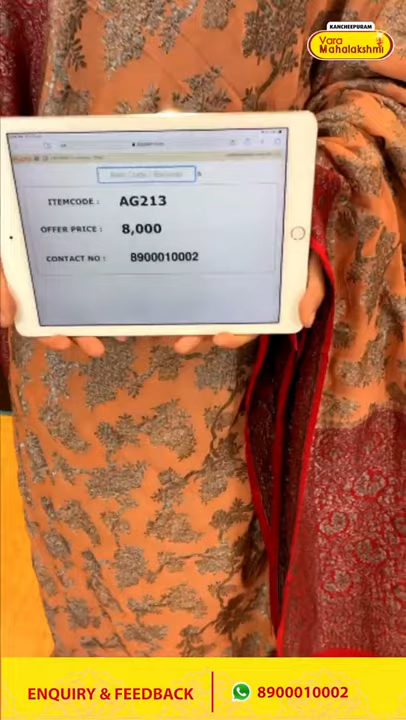 KANCHEEPURAM
Vara
Mahalakshmi
ITEMCODE : AG213
OFFER PRICE : 8,000
CONTACT NO : 8900010002
ENQUIRY & FEEDBACK
8900010002